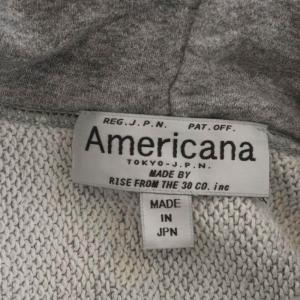 REG.J.P.N. PAT.OFF.
Americana
TOKYO-J.P.N.
MADE BY
RISE FROM THE 30 CO. inc
MADE
IN
JPN